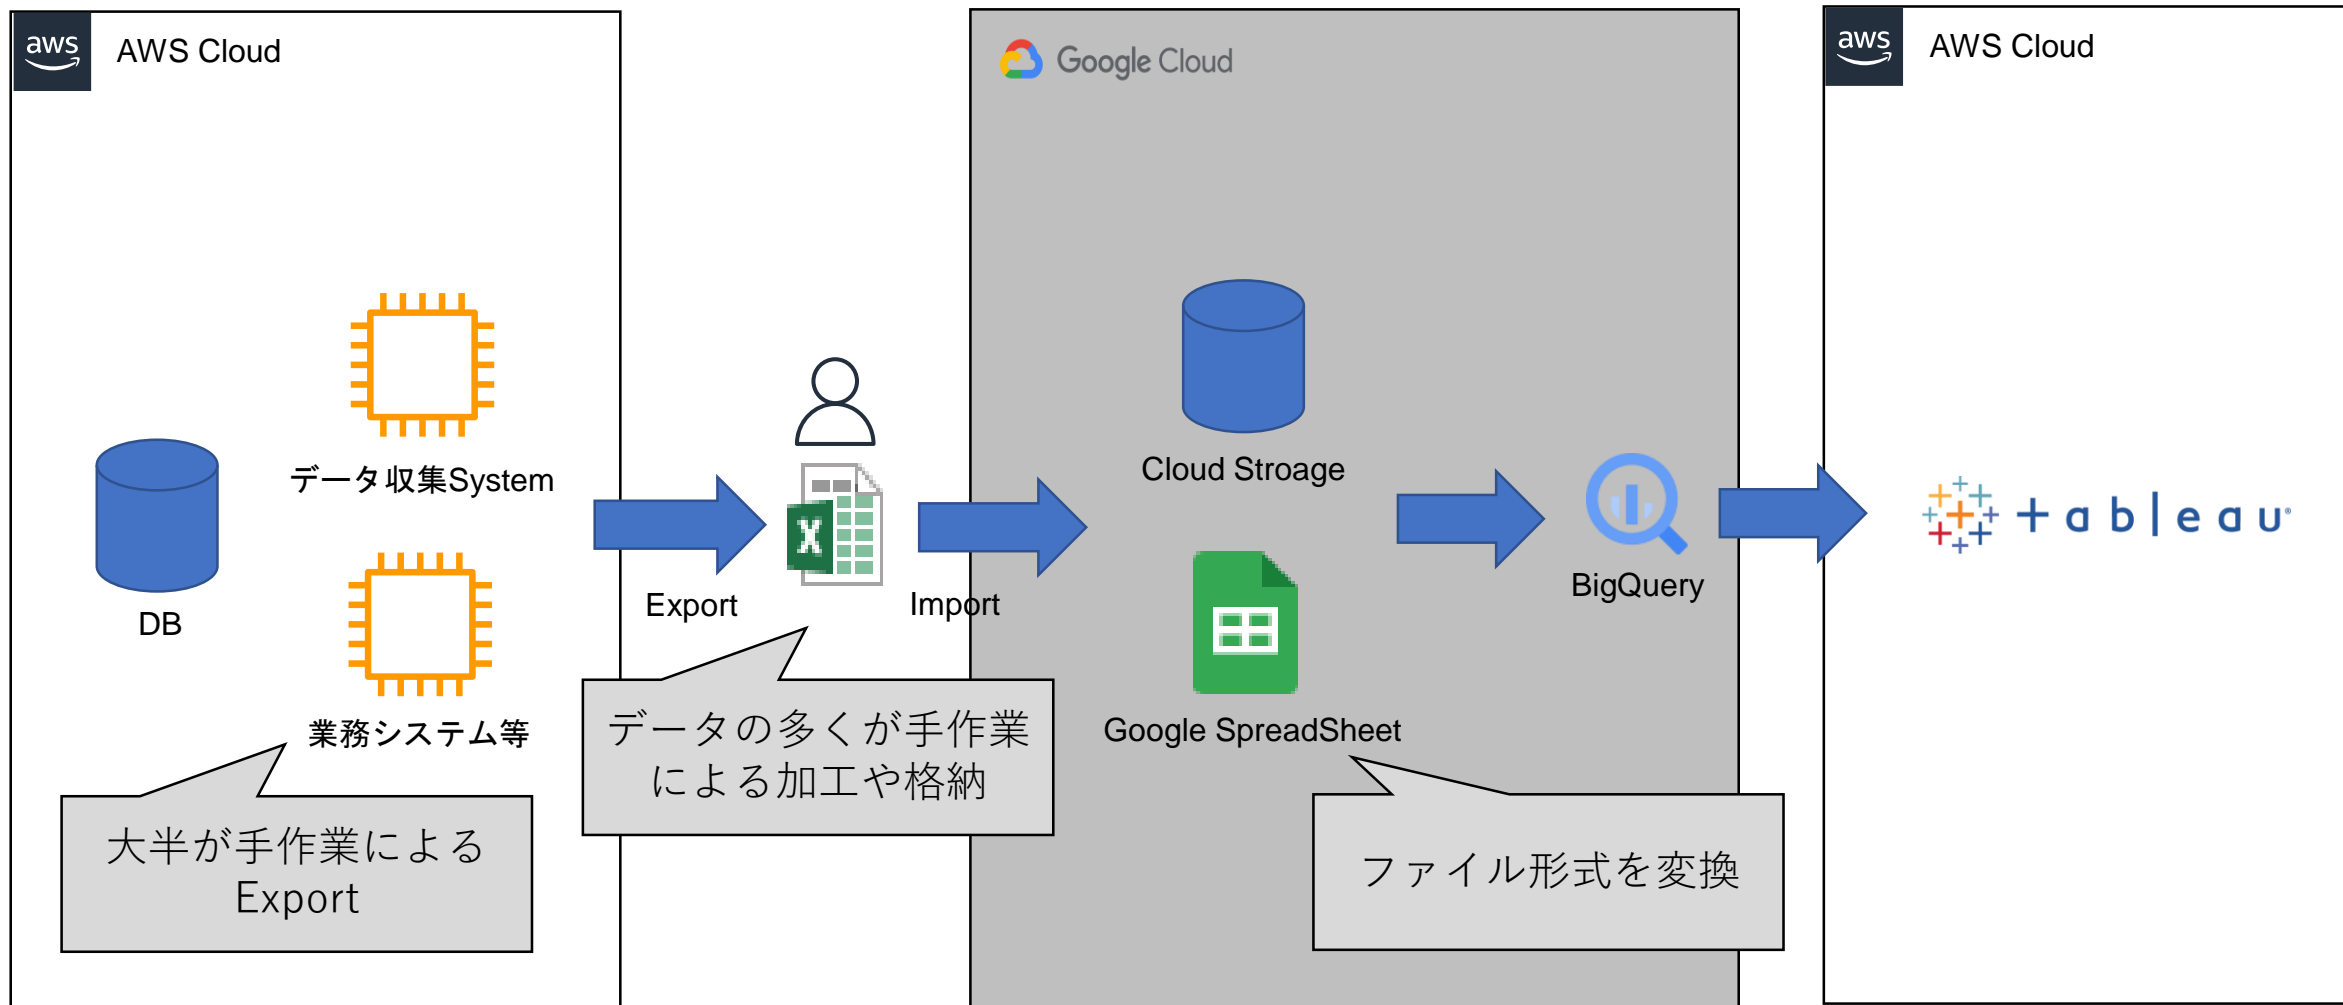 aws
AWS Cloud
データ収集System
DB
業務システム等
大半が手作業による
Export
Export
X
Import
データの多くが手作業
による加工や格納
Google Cloud
Cloud Stroage
Google SpreadSheet
ファイル形式を変換
BigQuery
aws
AWS Cloud
+ableau